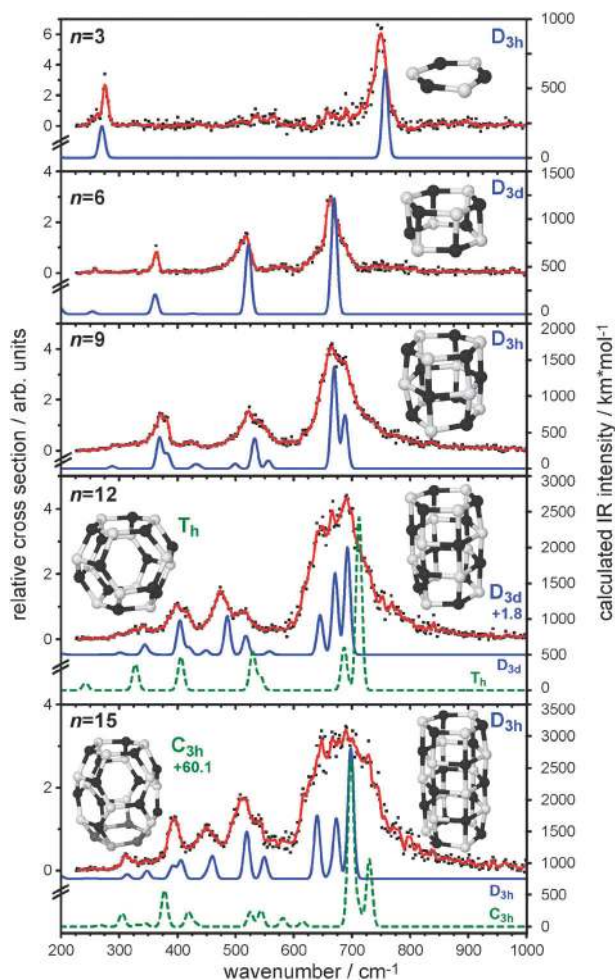 relative cross section / arb. units
calculated IR intensity / km*mol-1
n=3
D3h
6
4
2
0
1000
500
0
n=6
D3d
4
2
0
1500
1000
500
0
n=9
D3h
4
2
0
2000
1500
1000
500
0
n=12
Th
D3d
+1.8
D3d
Th
4
2
0
3000
2500
2000
1500
1000
500
0
n=15
C3h
+60.1
D3h
D3h
C3h
4
2
0
3500
3000
2500
2000
1500
1000
500
0
200 300 400 500 600 700 800 900 1000
wavenumber / cm-1